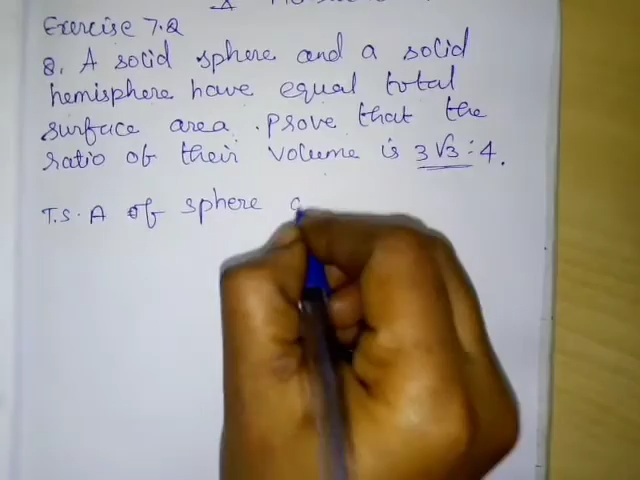 Exercise 7.2
8. A solid sphere and a solid
hemisphere have equal total
surface area. prove that the
ratio of their volume is 3√3 : 4.
T.S.A of sphere